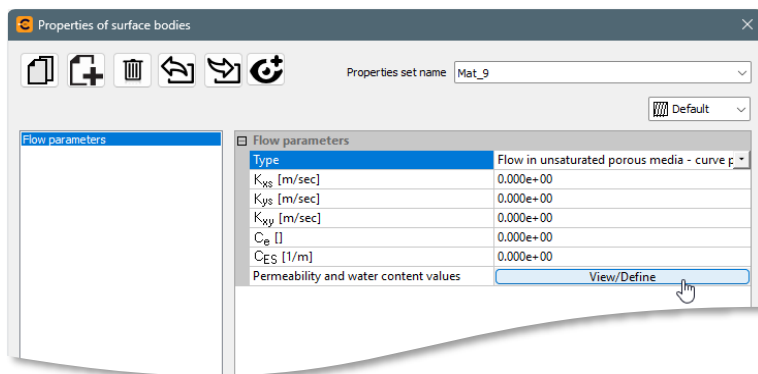 Properties of surface bodies
Properties set name Mat_9
Default
Flow parameters
Flow parameters
Type Flow in unsaturated porous media - curve p
Kxs [m/sec] 0.000e+00
Kys [m/sec] 0.000e+00
Kxy [m/sec] 0.000e+00
Ce [] 0.000e+00
CES [1/m] 0.000e+00
Permeability and water content values View/Define